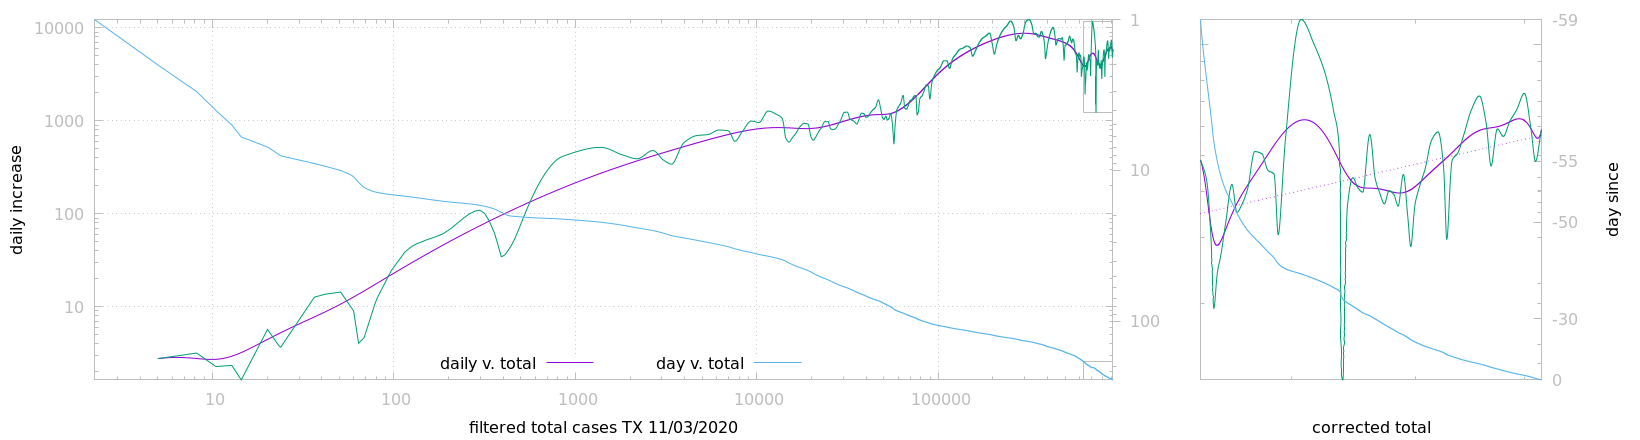 10000
1000
100
10
daily increase
10
100
1000
10000
100000
daily v. total
day v. total
filtered total cases TX 11/03/2020
1
10
100
-59
-55
-50
-30
0
day since
corrected total